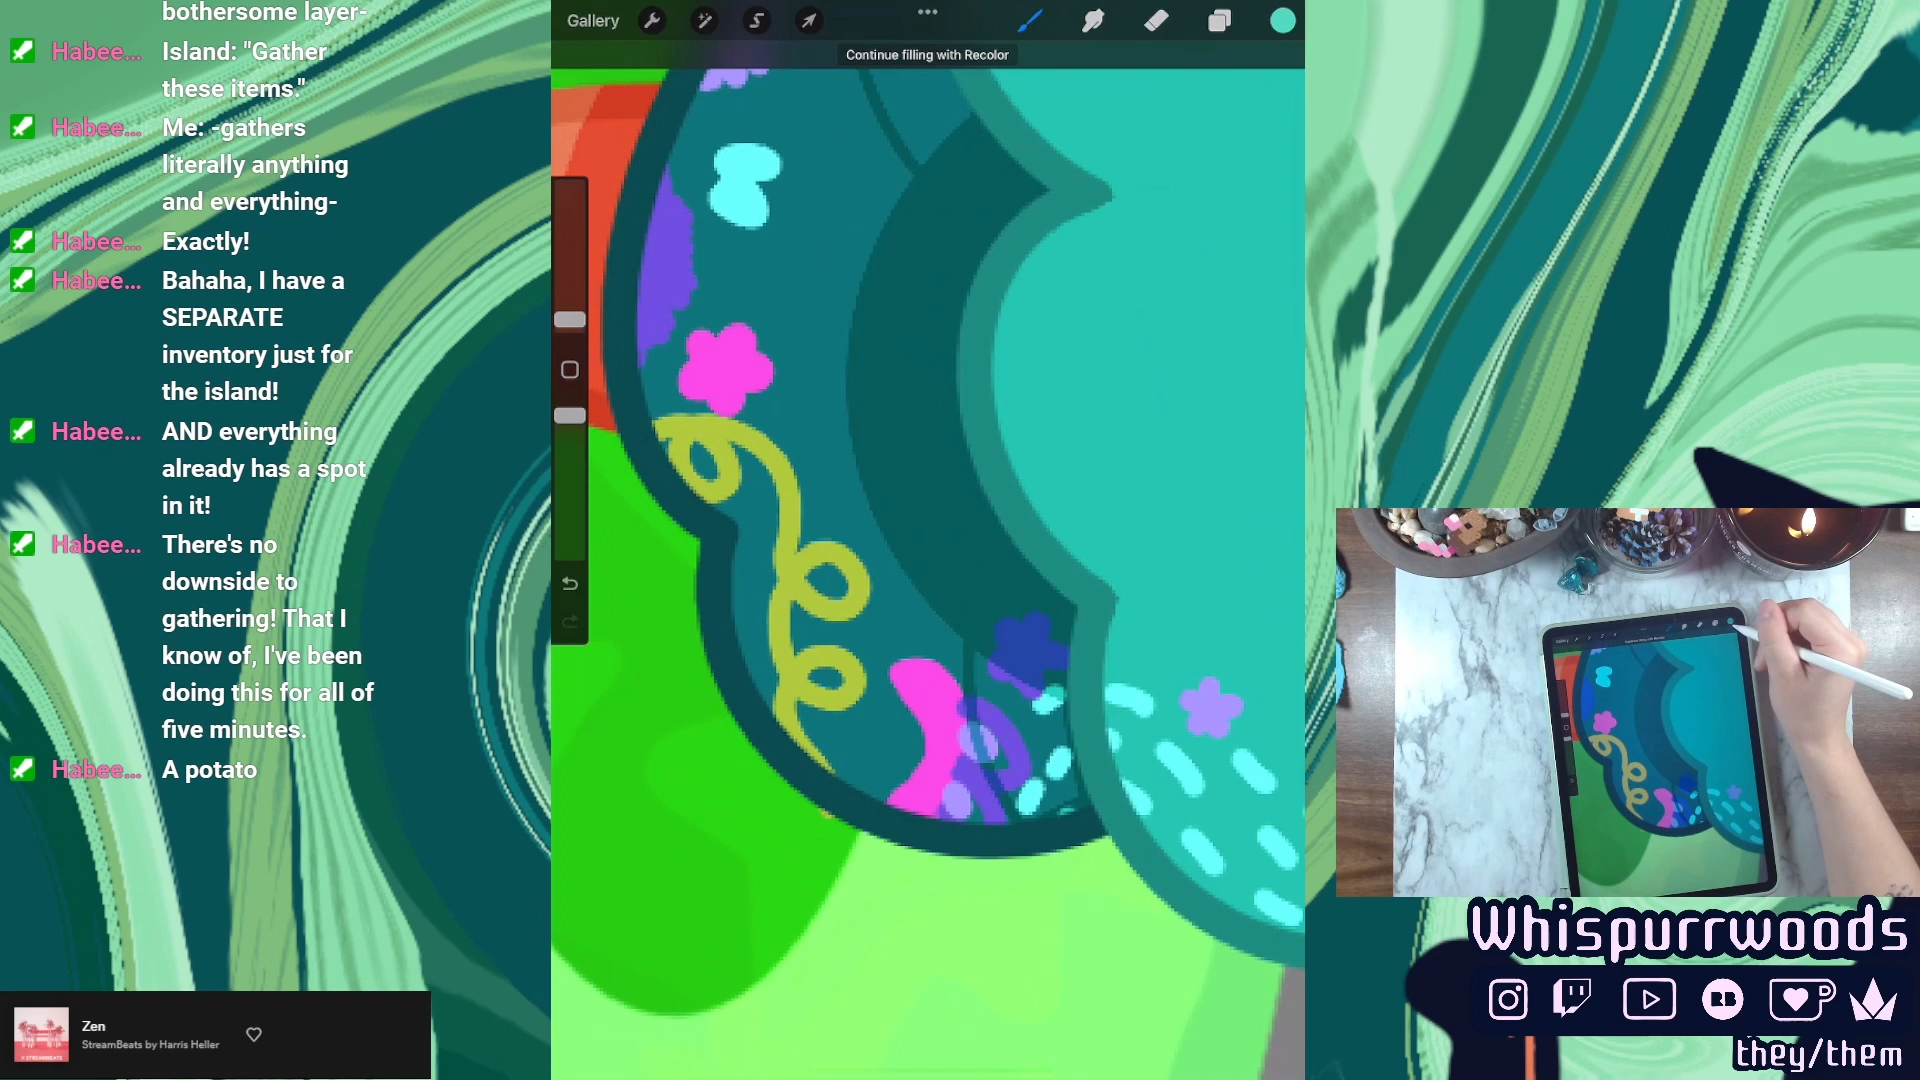 bothersome layer-
Habee... Island: "Gather
these items."
Habee... Me: -gathers
literally anything
and everything-
Habee... Exactly!
Habee... Bahaha, I have a
SEPARATE
inventory just for
the island!
Habee... AND everything
already has a spot
in it!
Habee... There's no
downside to
gathering! That I
know of, I've been
doing this for all of
five minutes.
Habee... A potato
Zen
StreamBeats by Harris Heller
Gallery
Continue filling with Recolor
Whispurrwoods
they/them